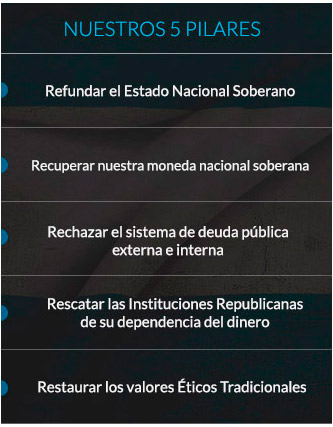 NUESTROS 5 PILARES
Refundar el Estado Nacional Soberano
Recuperar nuestra moneda nacional soberana
Rechazar el sistema de deuda pública
externa e interna
Rescatar las Instituciones Republicanas
de su dependencia del dinero
Restaurar los valores Éticos Tradicionales